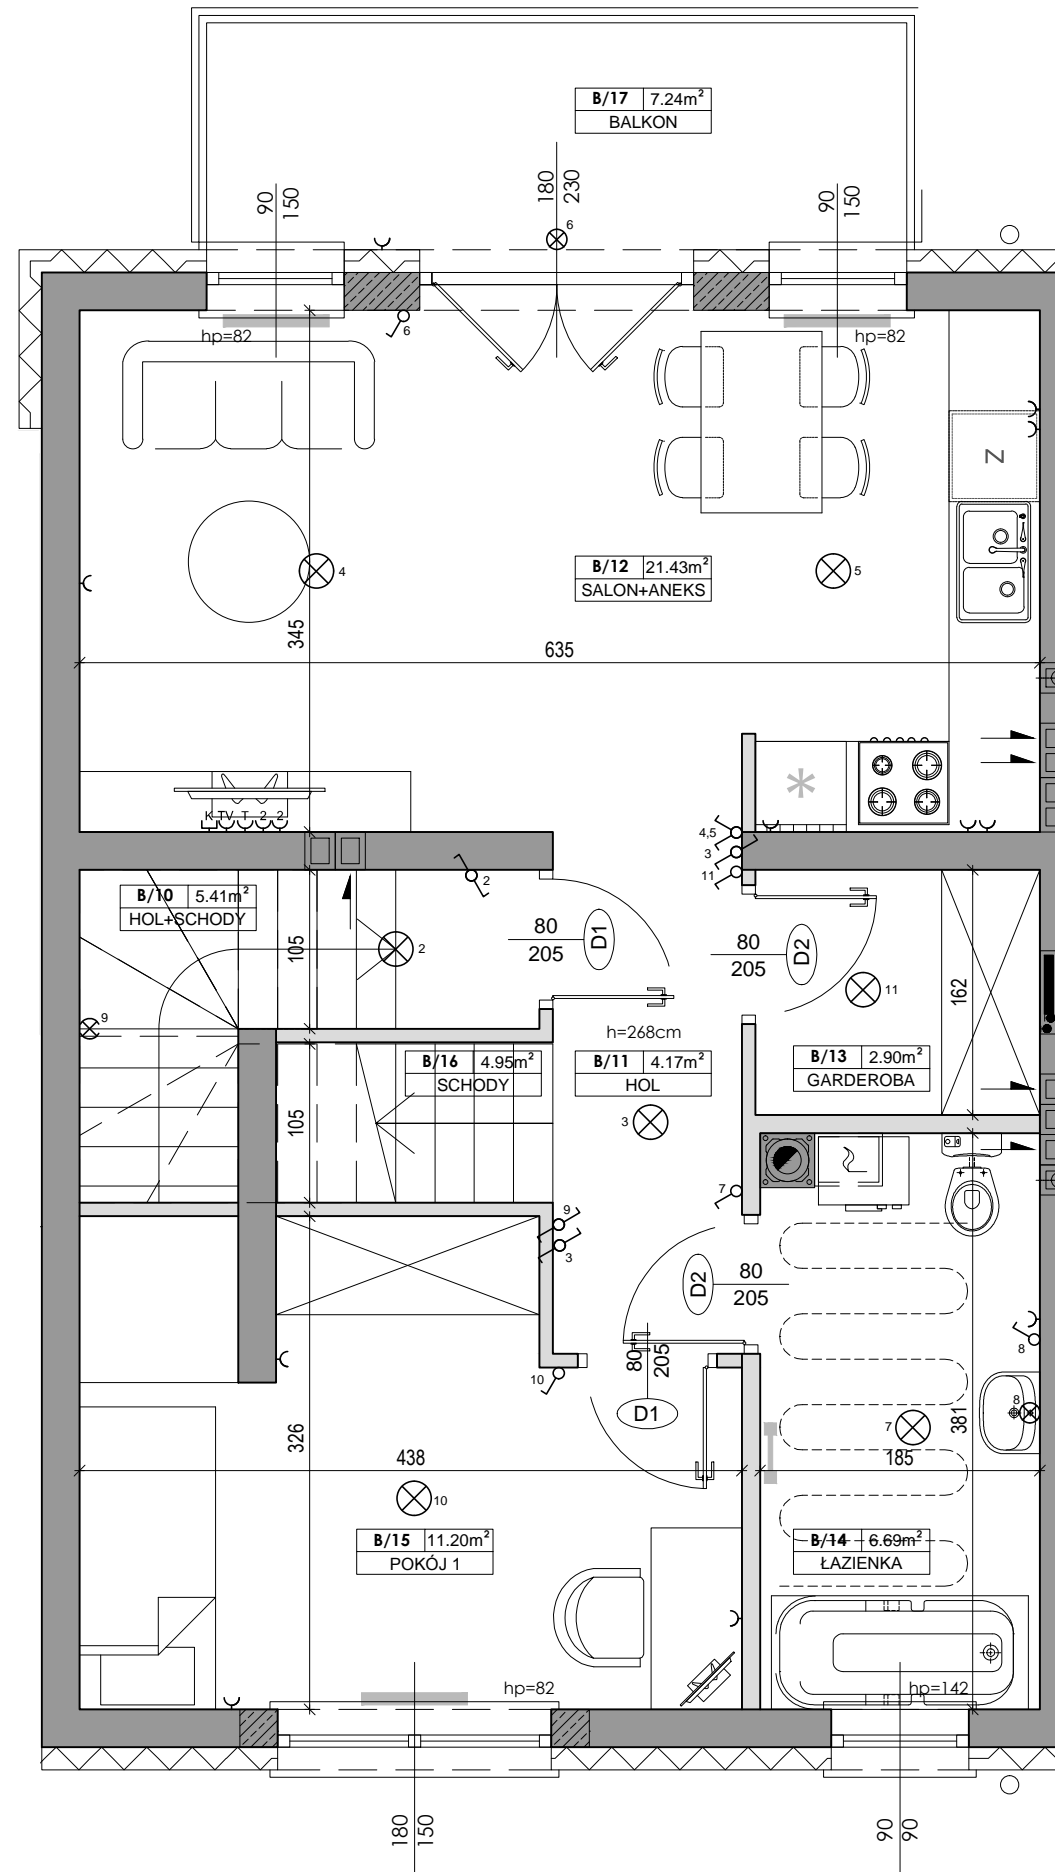 B/17 7.24m²
BALKON
90
150
180
230
90
150
6
hp=82
6
hp=82
Z
4
B/12 21.43m²
SALON+ANEKS
5
345
635
K TV T 2 2
*
4,5
3
11
2
B/10 5.41m²
HOL+SCHODY
105
2
80
205
D1
80
205
D2
11
162
9
h=268cm
B/16 4.95m²
SCHODY
B/11 4.17m²
HOL
B/13 2.90m²
GARDEROBA
105
3
7
9
3
D2
80
205
8
80
205
10
D1
8
7
381
326
438
185
10
B/15 11.20m²
POKÓJ 1
B/14 6.69m²
ŁAZIENKA
hp=82
hp=142
180
150
90
90